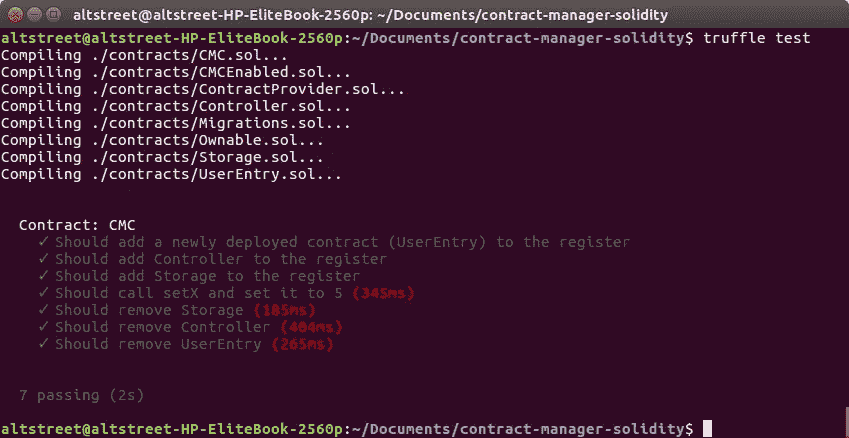 altstreet@altstreet-HP-EliteBook-2560p: ~/Documents/contract-manager-solidity
altstreet@altstreet-HP-EliteBook-2560p:~/Documents/contract-manager-solidity$ truffle test
Compiling ./contracts/CMC.sol...
Compiling ./contracts/CMCEnabled.sol...
Compiling ./contracts/ContractProvider.sol...
Compiling ./contracts/Controller.sol...
Compiling ./contracts/Migrations.sol...
Compiling ./contracts/Ownable.sol...
Compiling ./contracts/Storage.sol...
Compiling ./contracts/UserEntry.sol...
Contract: CMC
✓ Should add a newly deployed contract (UserEntry) to the register
✓ Should add Controller to the register
✓ Should add Storage to the register
✓ Should call setX and set it to 5 (345ms)
✓ Should remove Storage (185ms)
✓ Should remove Controller (404ms)
✓ Should remove UserEntry (265ms)
7 passing (2s)
altstreet@altstreet-HP-EliteBook-2560p:~/Documents/contract-manager-solidity$